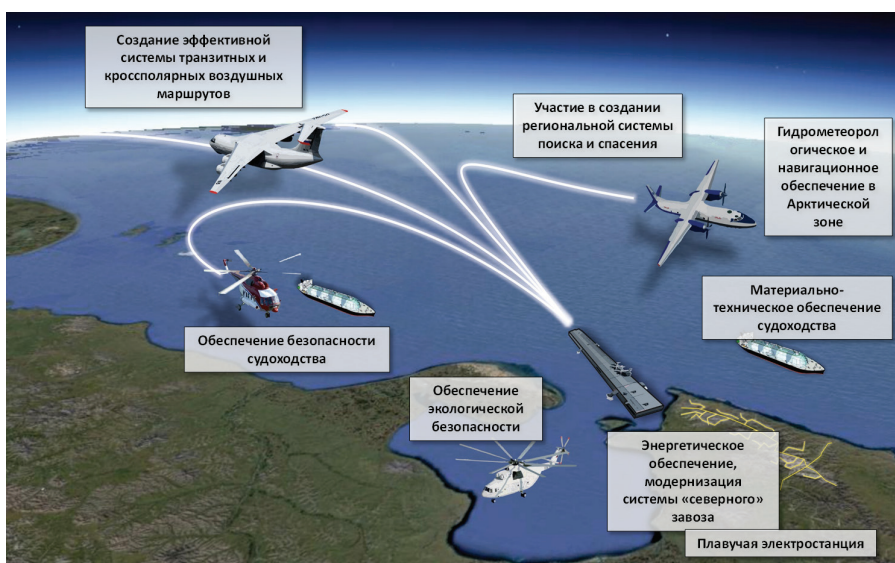 Создание эффективной
системы транзитных и
кроссполярных воздушных
маршрутов
Участие в создании
региональной системы
поиска и спасения
Гидрометеорол
огическое и
навигационное
обеспечение в
Арктической
зоне
Материально-
техническое обеспечение
судоходства
Обеспечение безопасности
судоходства
Обеспечение
экологической
безопасности
Энергетическое
обеспечение,
модернизация
системы «северного»
завоза
Плавучая электростанция